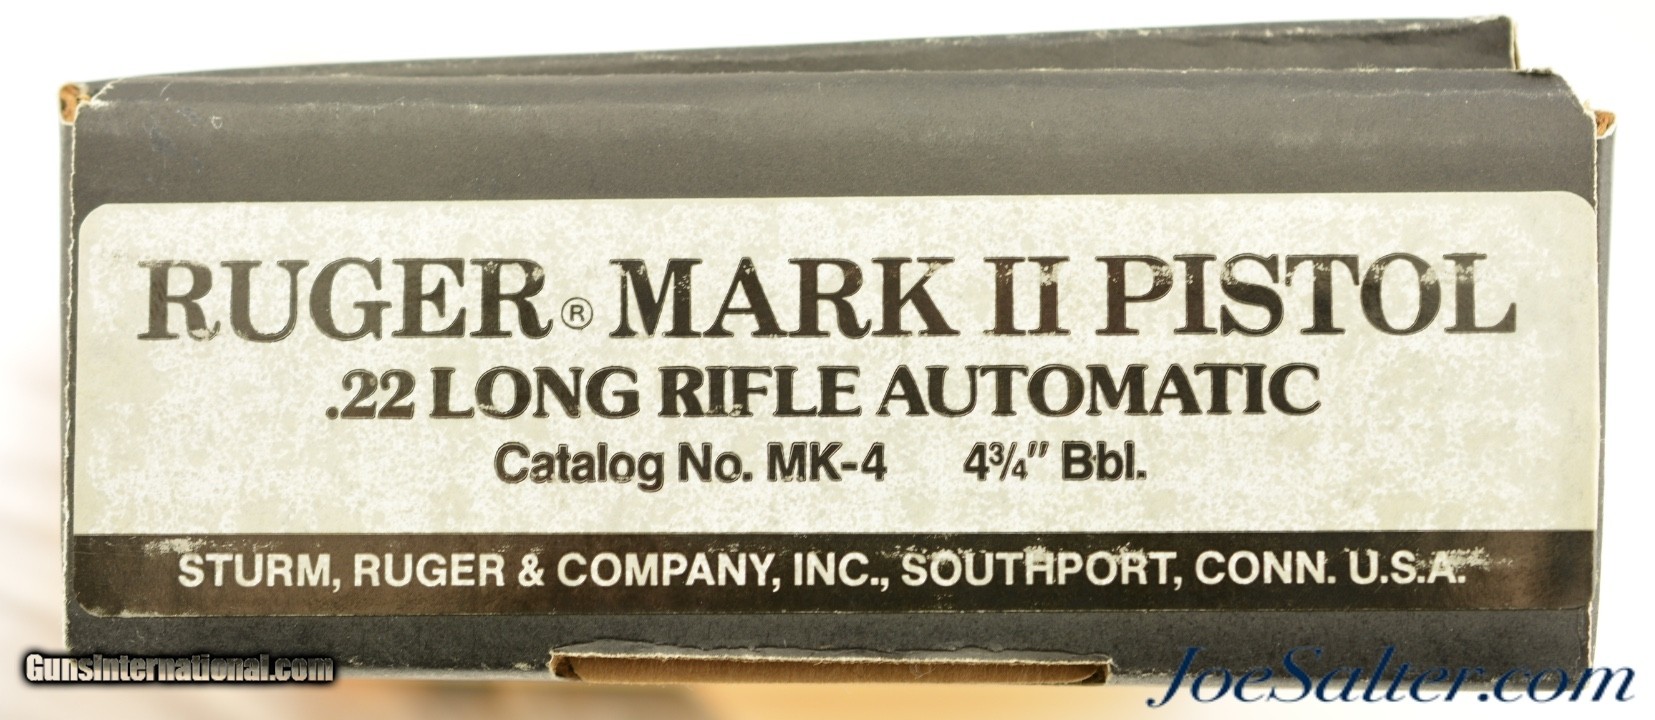 RUGER® MARK II PISTOL
.22 LONG RIFLE AUTOMATIC
Catalog No. MK-4 4¾" Bbl.
STURM, RUGER & COMPANY, INC., SOUTHPORT, CONN. U.S.A.
GunsInternational.com
JoeSalter.com